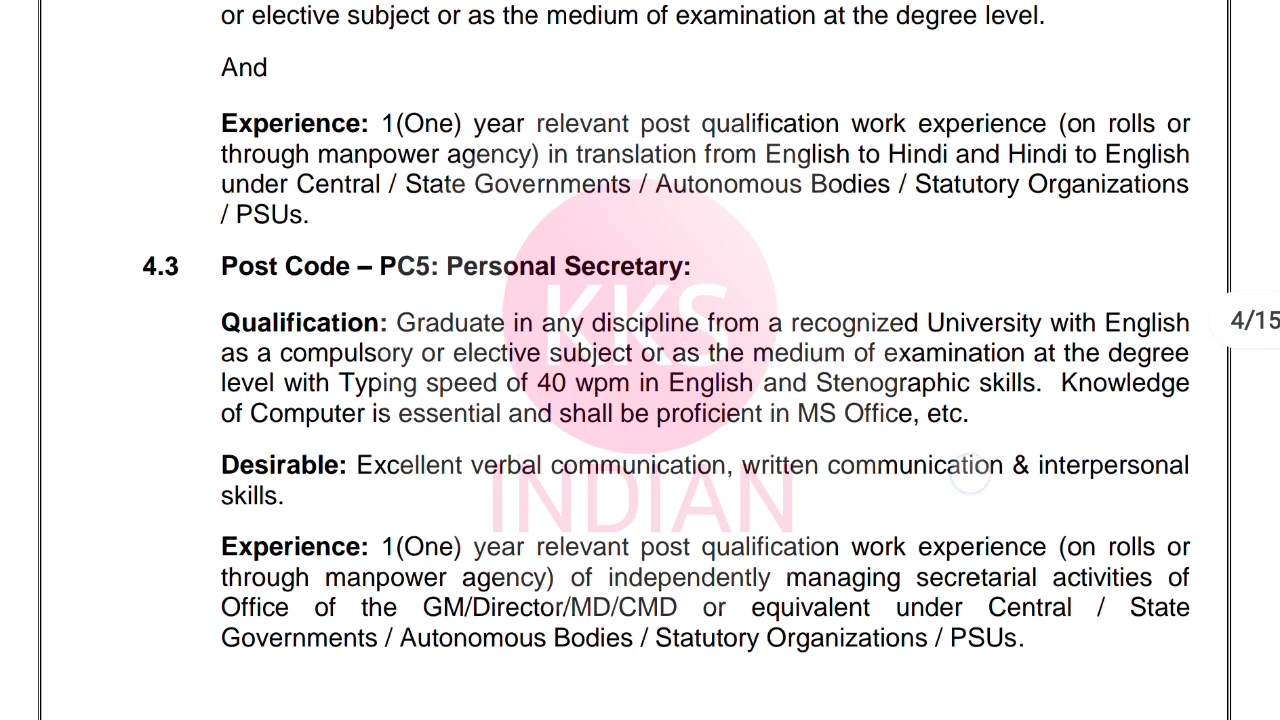 or elective subject or as the medium of examination at the degree level.
And
Experience: 1(One) year relevant post qualification work experience (on rolls or
through manpower agency) in translation from English to Hindi and Hindi to English
under Central / State Governments / Autonomous Bodies / Statutory Organizations
/ PSUs.
4.3 Post Code – PC5: Personal Secretary:
Qualification: Graduate in any discipline from a recognized University with English
as a compulsory or elective subject or as the medium of examination at the degree
level with Typing speed of 40 wpm in English and Stenographic skills. Knowledge
of Computer is essential and shall be proficient in MS Office, etc.
Desirable: Excellent verbal communication, written communication & interpersonal
skills.
Experience: 1(One) year relevant post qualification work experience (on rolls or
through manpower agency) of independently managing secretarial activities of
Office of the GM/Director/MD/CMD or equivalent under Central / State
Governments / Autonomous Bodies / Statutory Organizations / PSUs.
4/15
KKS
INDIAN